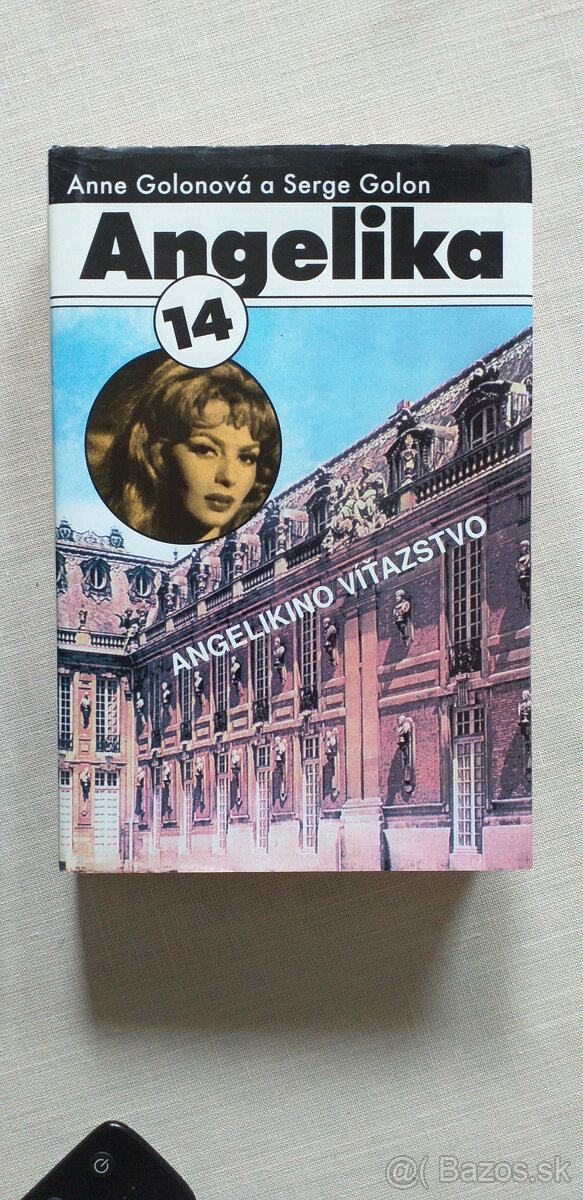 Anne Golonová a Serge Golon
Angelika
14
ANGELIKINO VÍŤAZSTVO
@( Bazos.sk